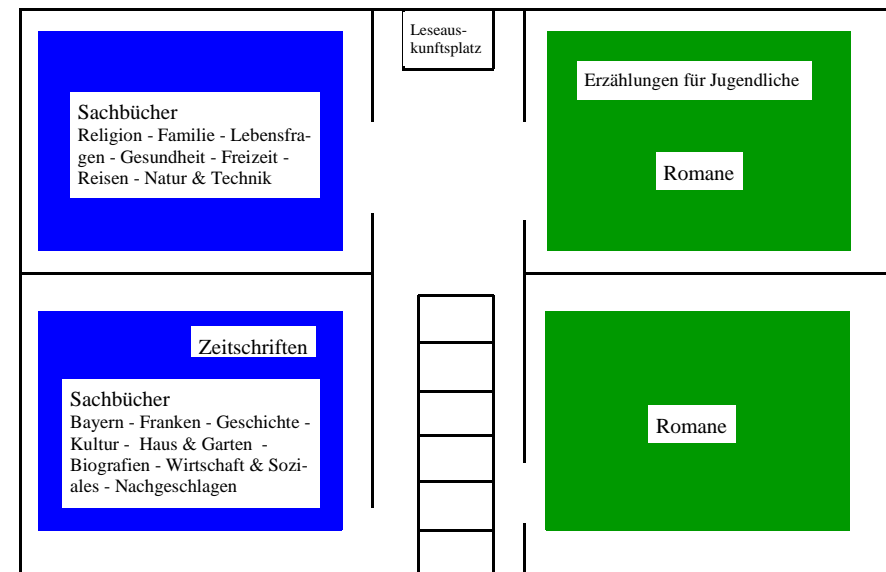 Leseaus-
kunftsplatz
Sachbücher
Religion - Familie - Lebensfra-
gen - Gesundheit - Freizeit -
Reisen - Natur & Technik
Erzählungen für Jugendliche
Romane
Zeitschriften
Sachbücher
Bayern - Franken - Geschichte -
Kultur -  Haus & Garten  -
Biografien - Wirtschaft & Sozi-
ales - Nachgeschlagen
Romane